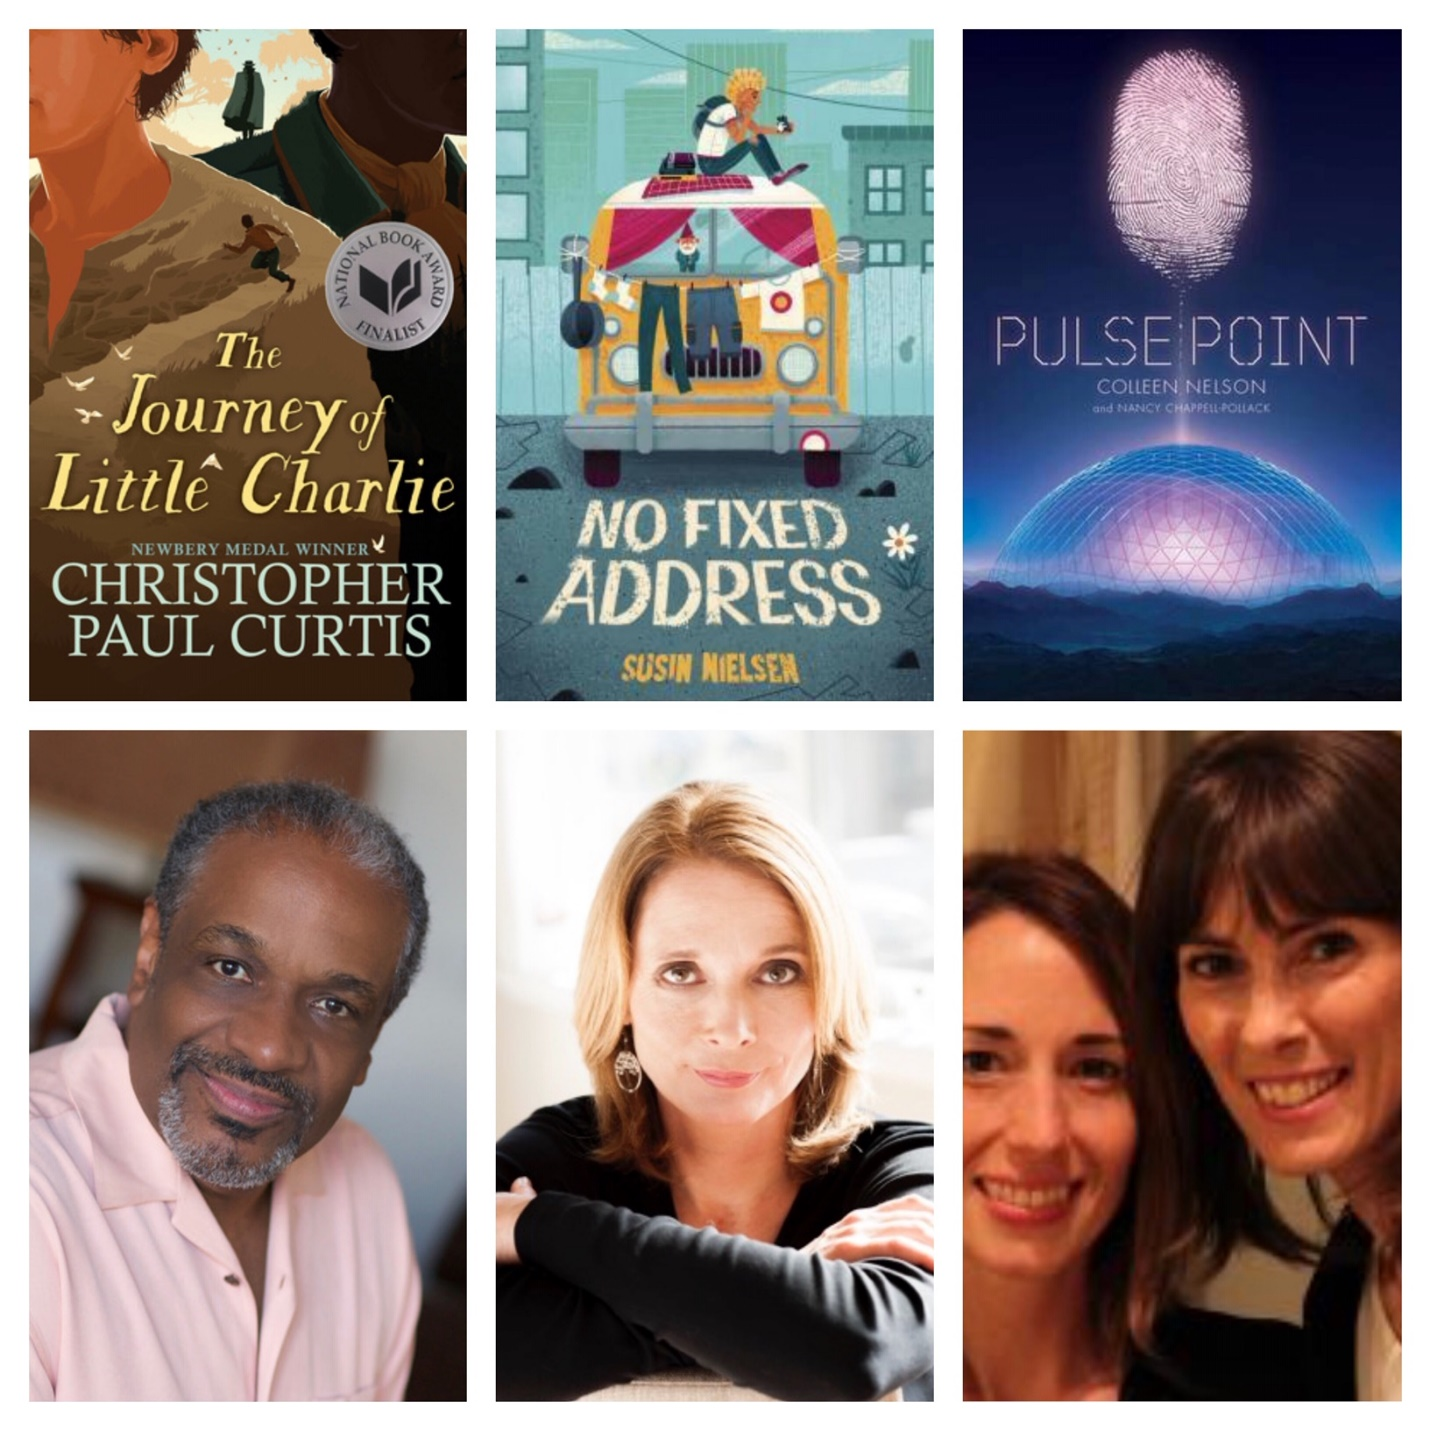 NATIONAL BOOK AWARD
FINALIST
The
Journey of
Little Charlie
NEWBERY MEDAL WINNER
CHRISTOPHER
PAUL CURTIS
NO FIXED
ADDRESS
SUSIN NIELSEN
PULSE POINT
COLLEEN NELSON
and NANCY CHAPPELL-POLLACK